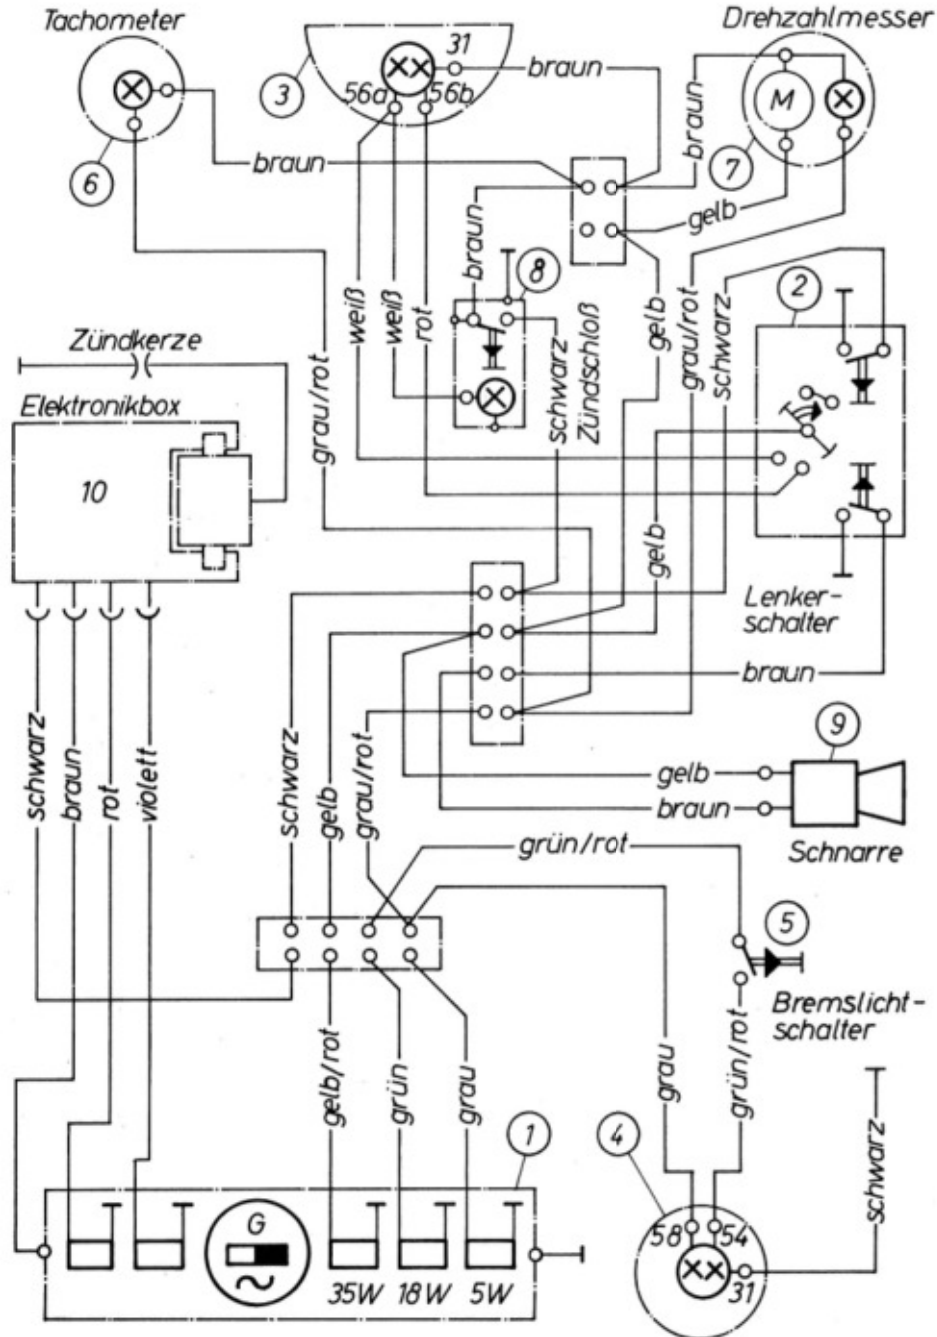 Tachometer
Drehzahlmesser
31
braun
3
56a
56b
M
6
braun
7
braun
gelb
braun
8
2
weiß
weiß
rot
gelb
grau/rot
schwarz
Zündkerze
grau/rot
schwarz
Zündschloß
Elektronikbox
10
gelb
Lenker-
schalter
braun
9
schwarz
braun
rot
violett
schwarz
gelb
grau/rot
gelb
braun
Schnarre
grün/rot
5
Bremslicht-
schalter
gelb/rot
grün
grau
grau
grün/rot
schwarz
1
4
G
58
54
35W
18W
5W
31